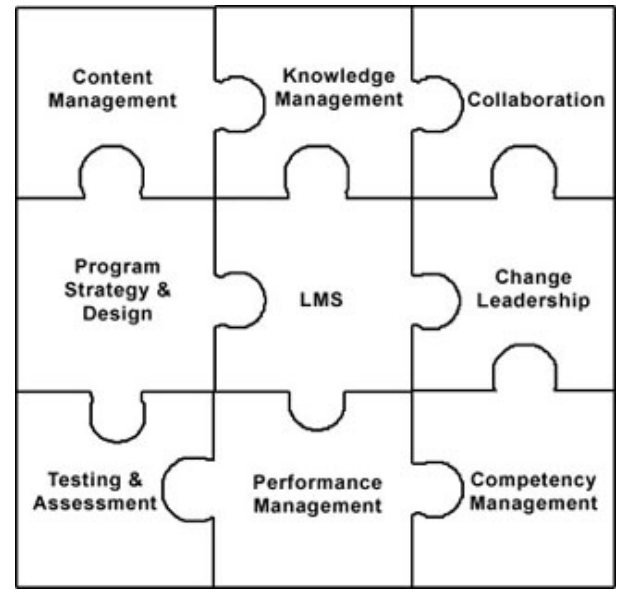 Content
Management
Knowledge
Management
Collaboration
Program
Strategy &
Design
LMS
Change
Leadership
Testing &
Assessment
Performance
Management
Competency
Management